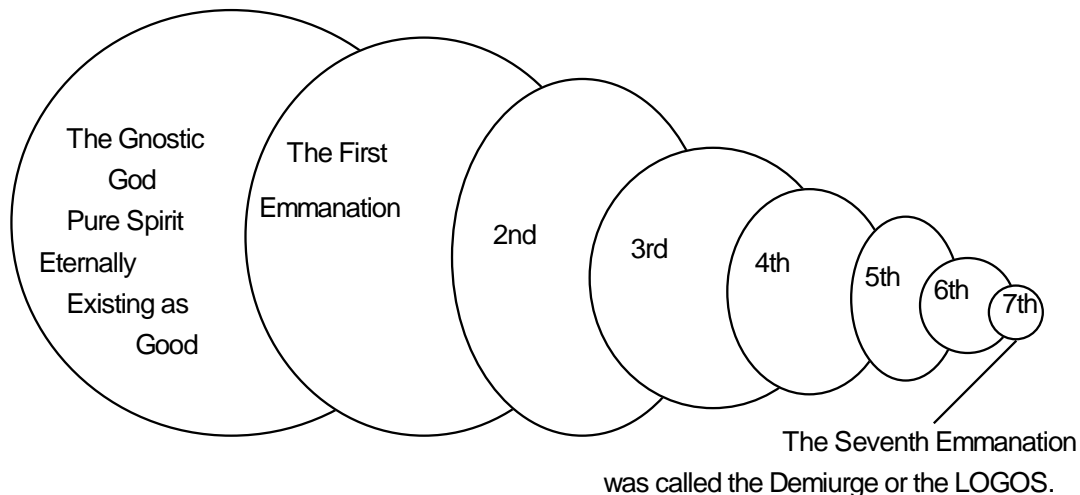 The Gnostic
God
Pure Spirit
Eternally
Existing as
Good
The First
Emmanation
2nd
3rd
4th
5th
6th
7th
The Seventh Emmanation
was called the Demiurge or the LOGOS.